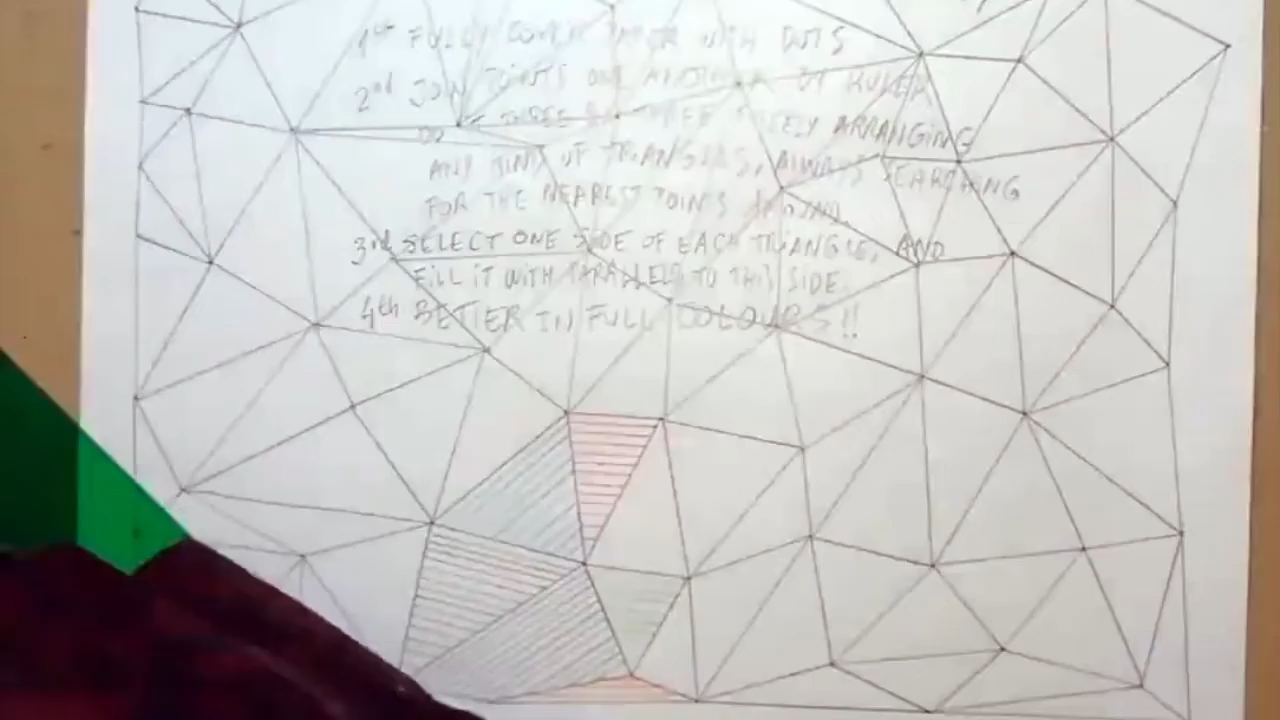 1st FULLY COVER PAPER WITH DOTS
2nd JOIN POINTS ONE ANOTHER BY RULER
OR THREE BY THREE FREELY ARRANGING
ANY KIND OF TRIANGLES, ALWAYS SEARCHING
FOR THE NEAREST POINTS
3rd SELECT ONE SIDE OF EACH TRIANGLE, AND
FILL IT WITH PARALLELS TO THIS SIDE.
4th BETTER IN FULL COLOURS!!